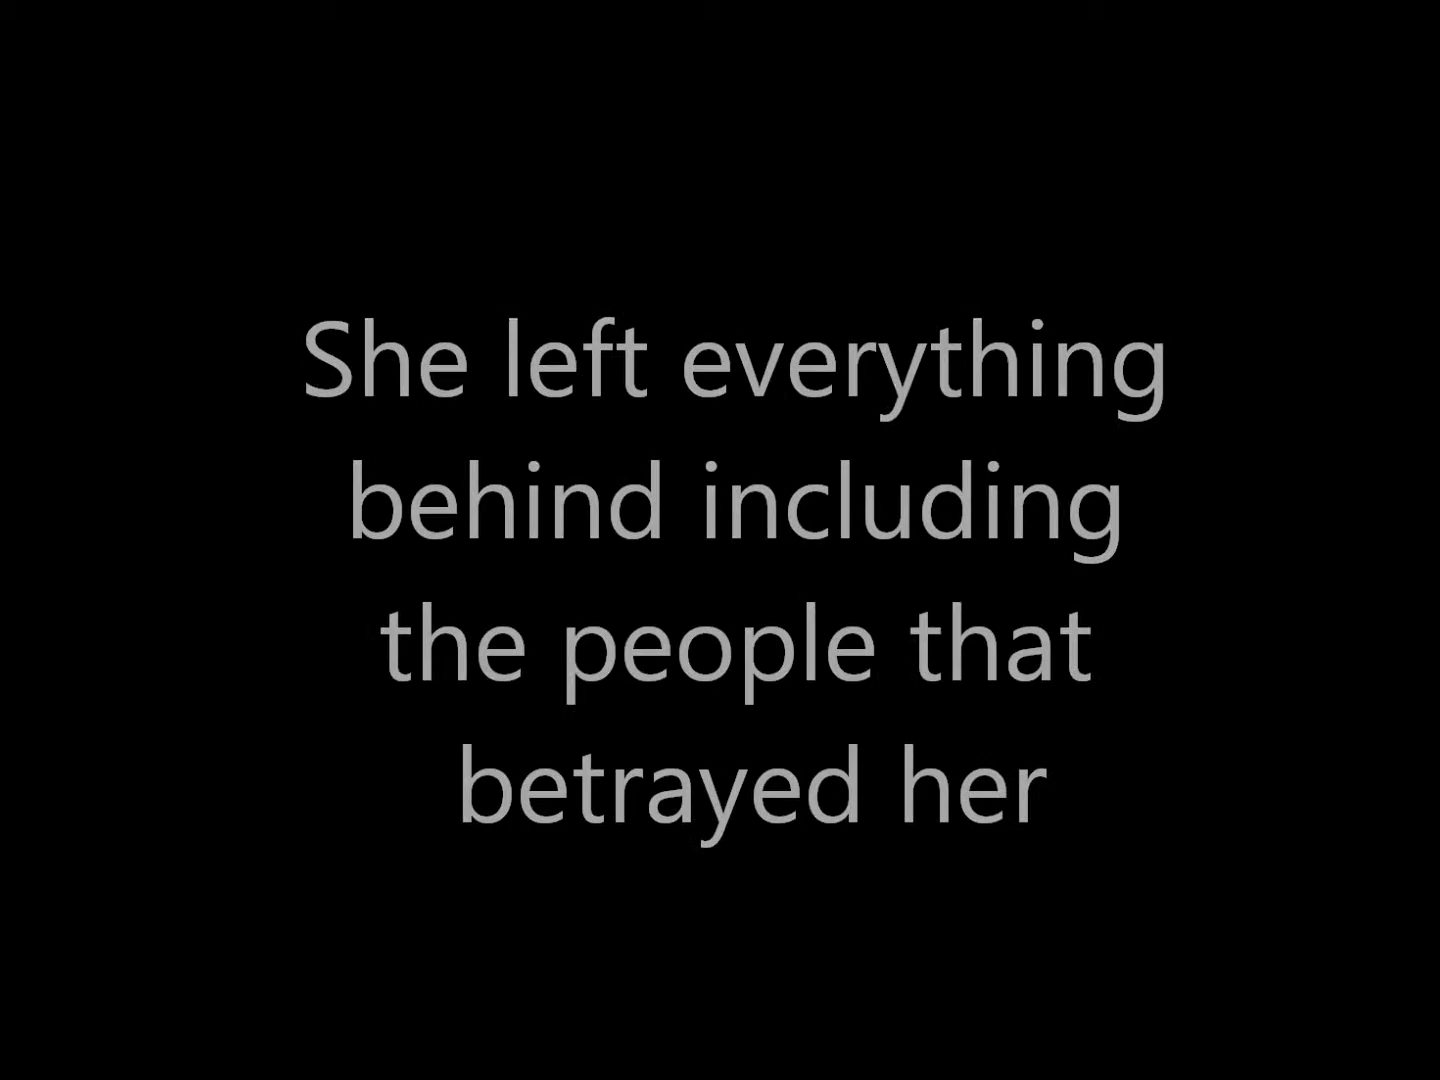 She left everything
behind including
the people that
betrayed her